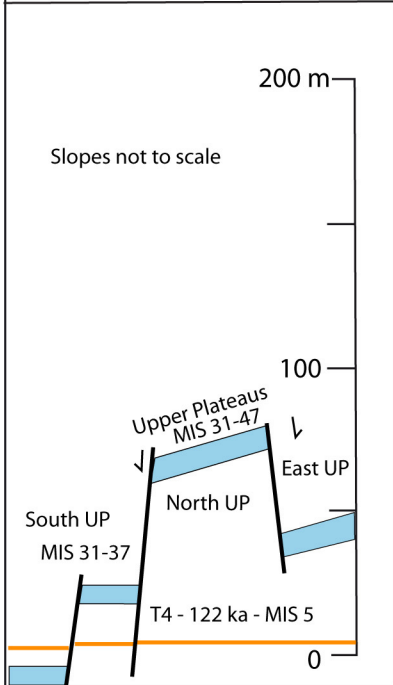 200 m
Slopes not to scale
100
Upper Plateaus
MIS 31-47
East UP
North UP
South UP
MIS 31-37
T4 - 122 ka - MIS 5
0